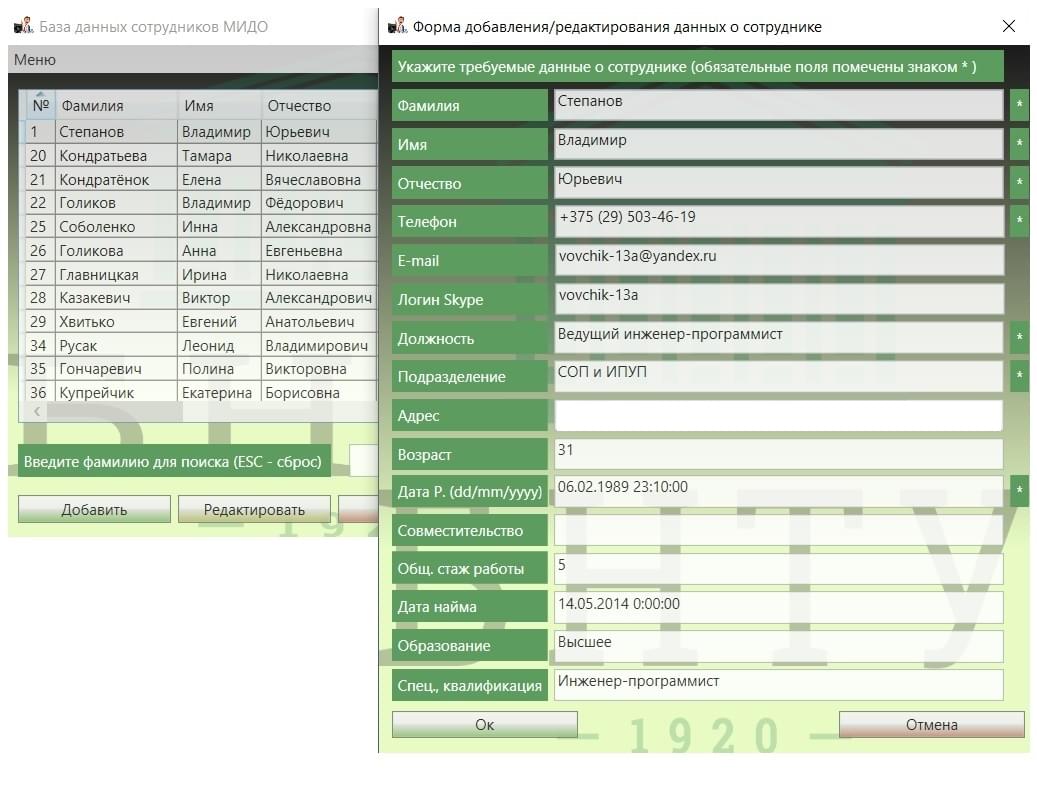 База данных сотрудников МИДО
Меню
№ Фамилия Имя Отчество
1 Степанов Владимир Юрьевич
20 Кондратьева Тамара Николаевна
21 Кондратёнок Елена Вячеславовна
22 Голиков Владимир Фёдорович
25 Соболенко Инна Александровна
26 Голикова Анна Евгеньевна
27 Главницкая Ирина Николаевна
28 Казакевич Виктор Александрович
29 Хвитько Евгений Анатольевич
34 Русак Леонид Владимирович
35 Гончаревич Полина Викторовна
36 Купрейчик Екатерина Борисовна
Введите фамилию для поиска (ESC - сброс)
Добавить Редактировать
Форма добавления/редактирования данных о сотруднике
Укажите требуемые данные о сотруднике (обязательные поля помечены знаком * )
Фамилия Степанов *
Имя Владимир *
Отчество Юрьевич *
Телефон +375 (29) 503-46-19 *
E-mail vovchik-13a@yandex.ru
Логин Skype vovchik-13a
Должность Ведущий инженер-программист *
Подразделение СОП и ИПУП *
Адрес
Возраст 31
Дата Р. (dd/mm/yyyy) 06.02.1989 23:10:00 *
Совместительство
Общ. стаж работы 5
Дата найма 14.05.2014 0:00:00
Образование Высшее
Спец., квалификация Инженер-программист
Ок Отмена
БНТУ
– 1920 –